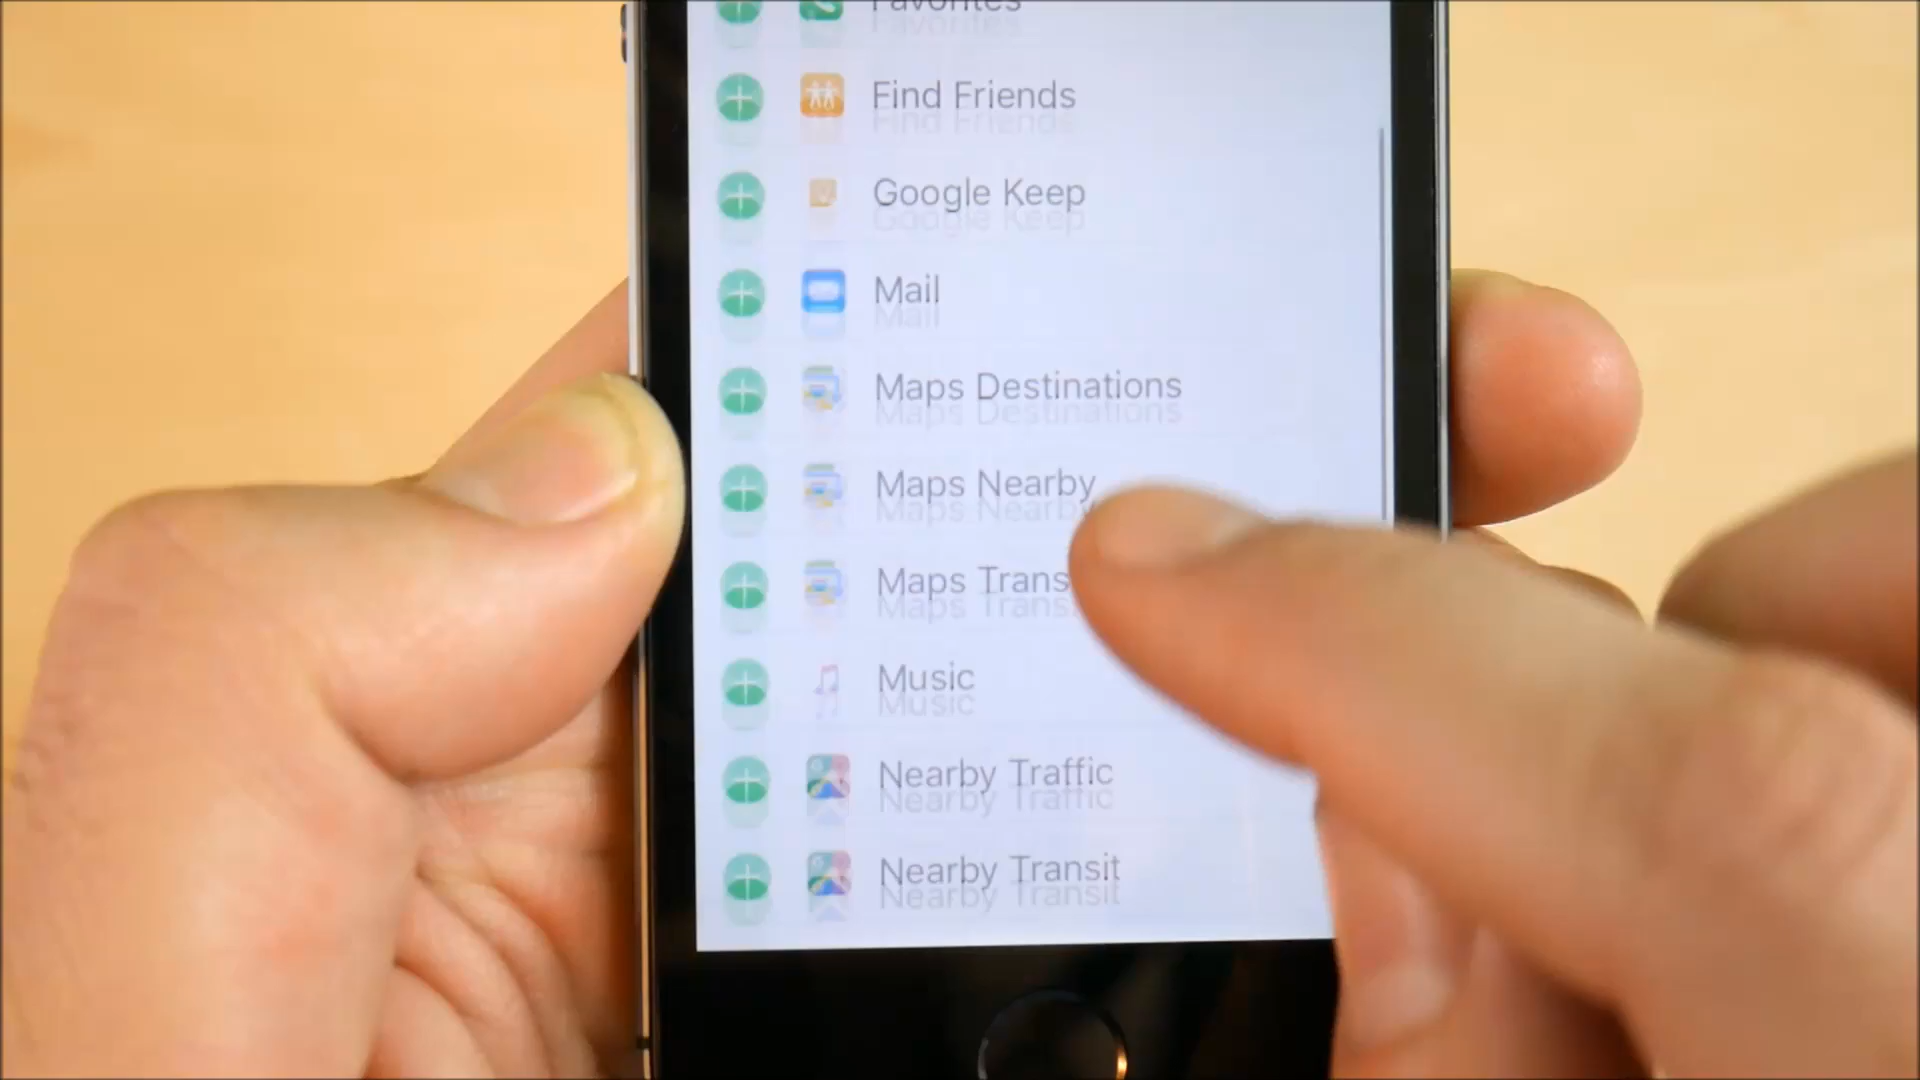 Favorites
Find Friends
Google Keep
Mail
Maps Destinations
Maps Nearby
Maps Trans
Music
Nearby Traffic
Nearby Transit